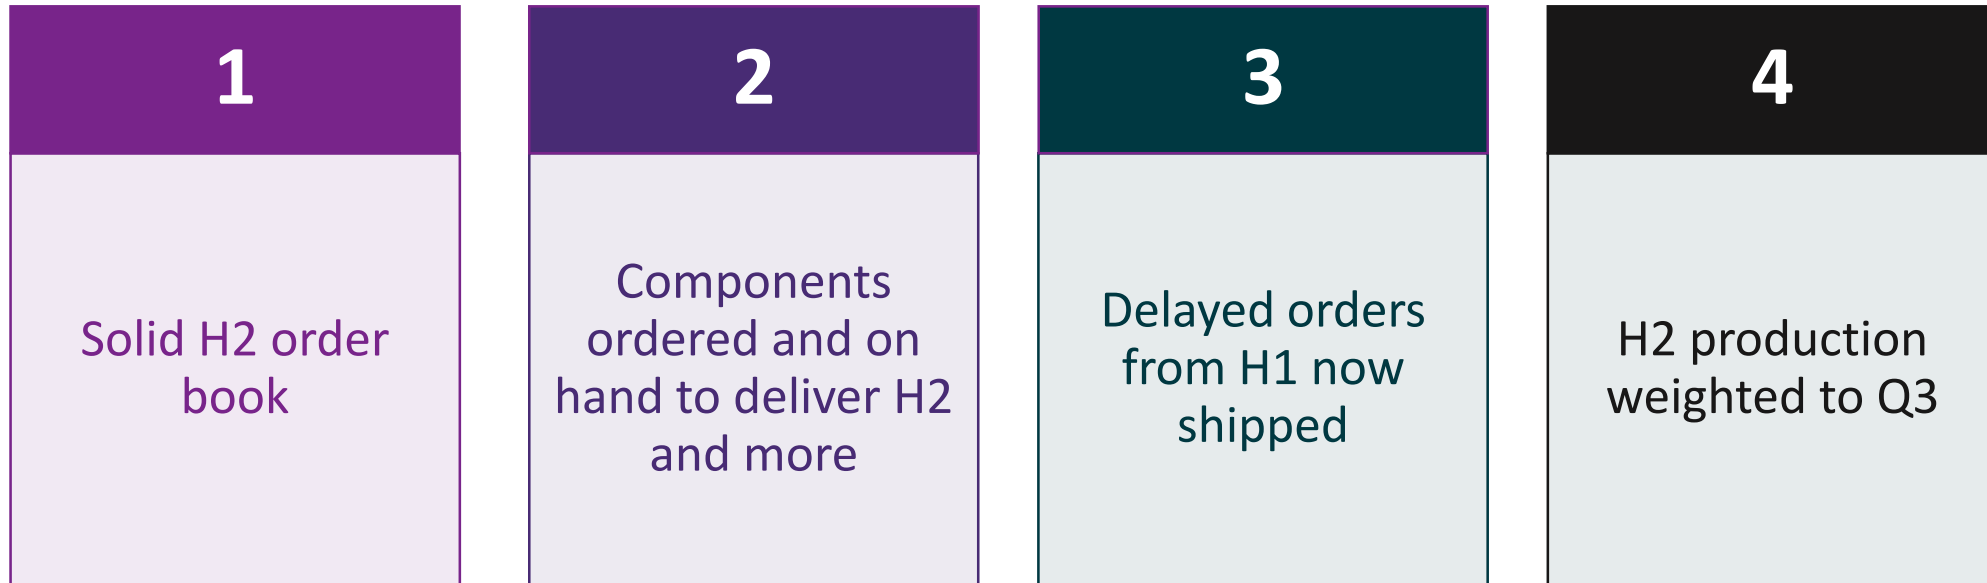 1
Solid H2 order
book
2
Components
ordered and on
hand to deliver H2
and more
3
Delayed orders
from H1 now
shipped
4
H2 production
weighted to Q3